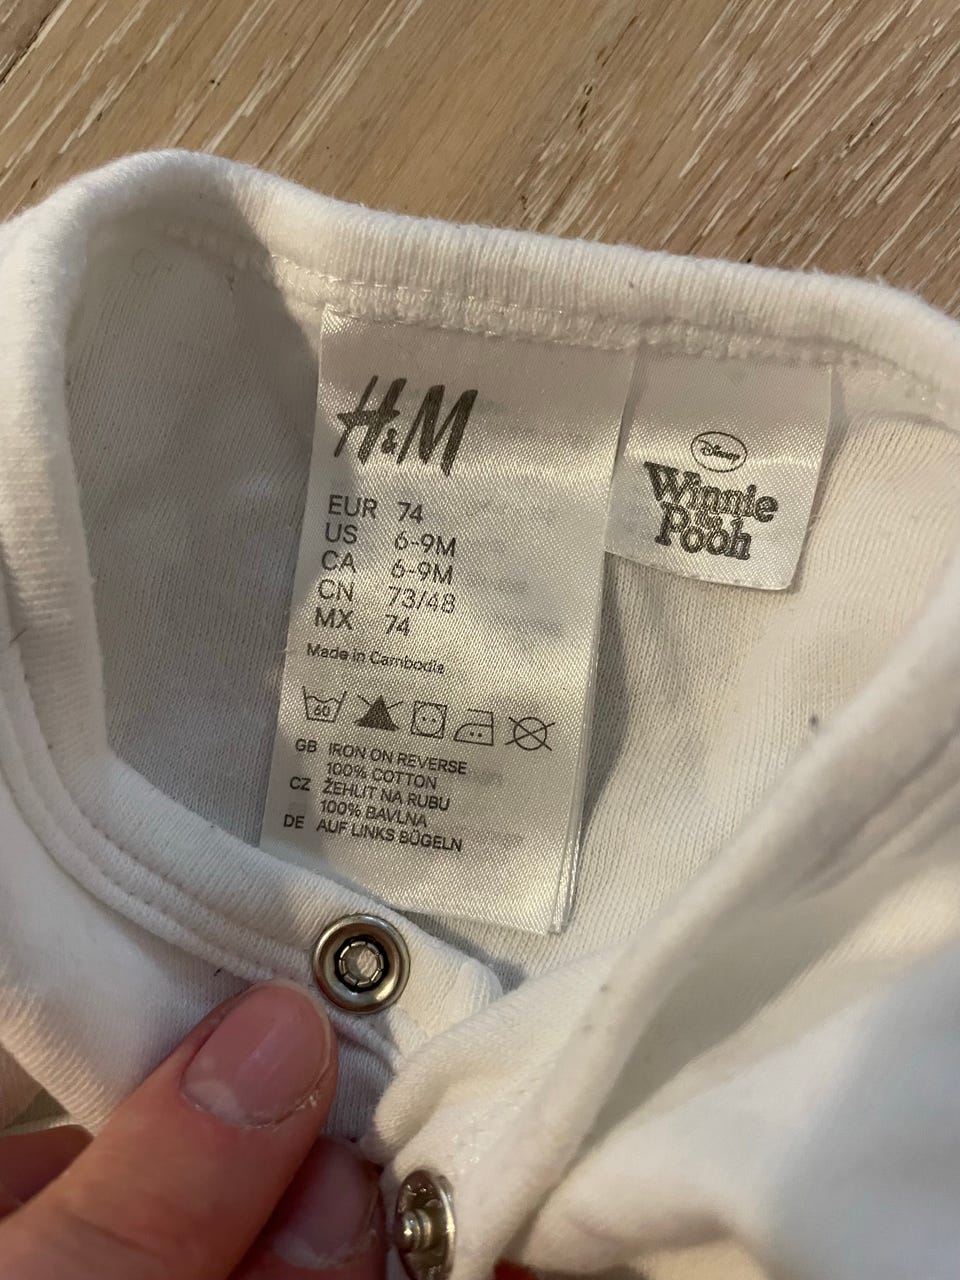 H&M
EUR 74
US 6-9M
CA 6-9M
CN 73/48
MX 74
Made in Cambodia
60
GB IRON ON REVERSE
100% COTTON
CZ ŽEHLIT NA RUBU
100% BAVLNA
DE AUF LINKS BÜGELN
Disney
Winnie
the
Pooh